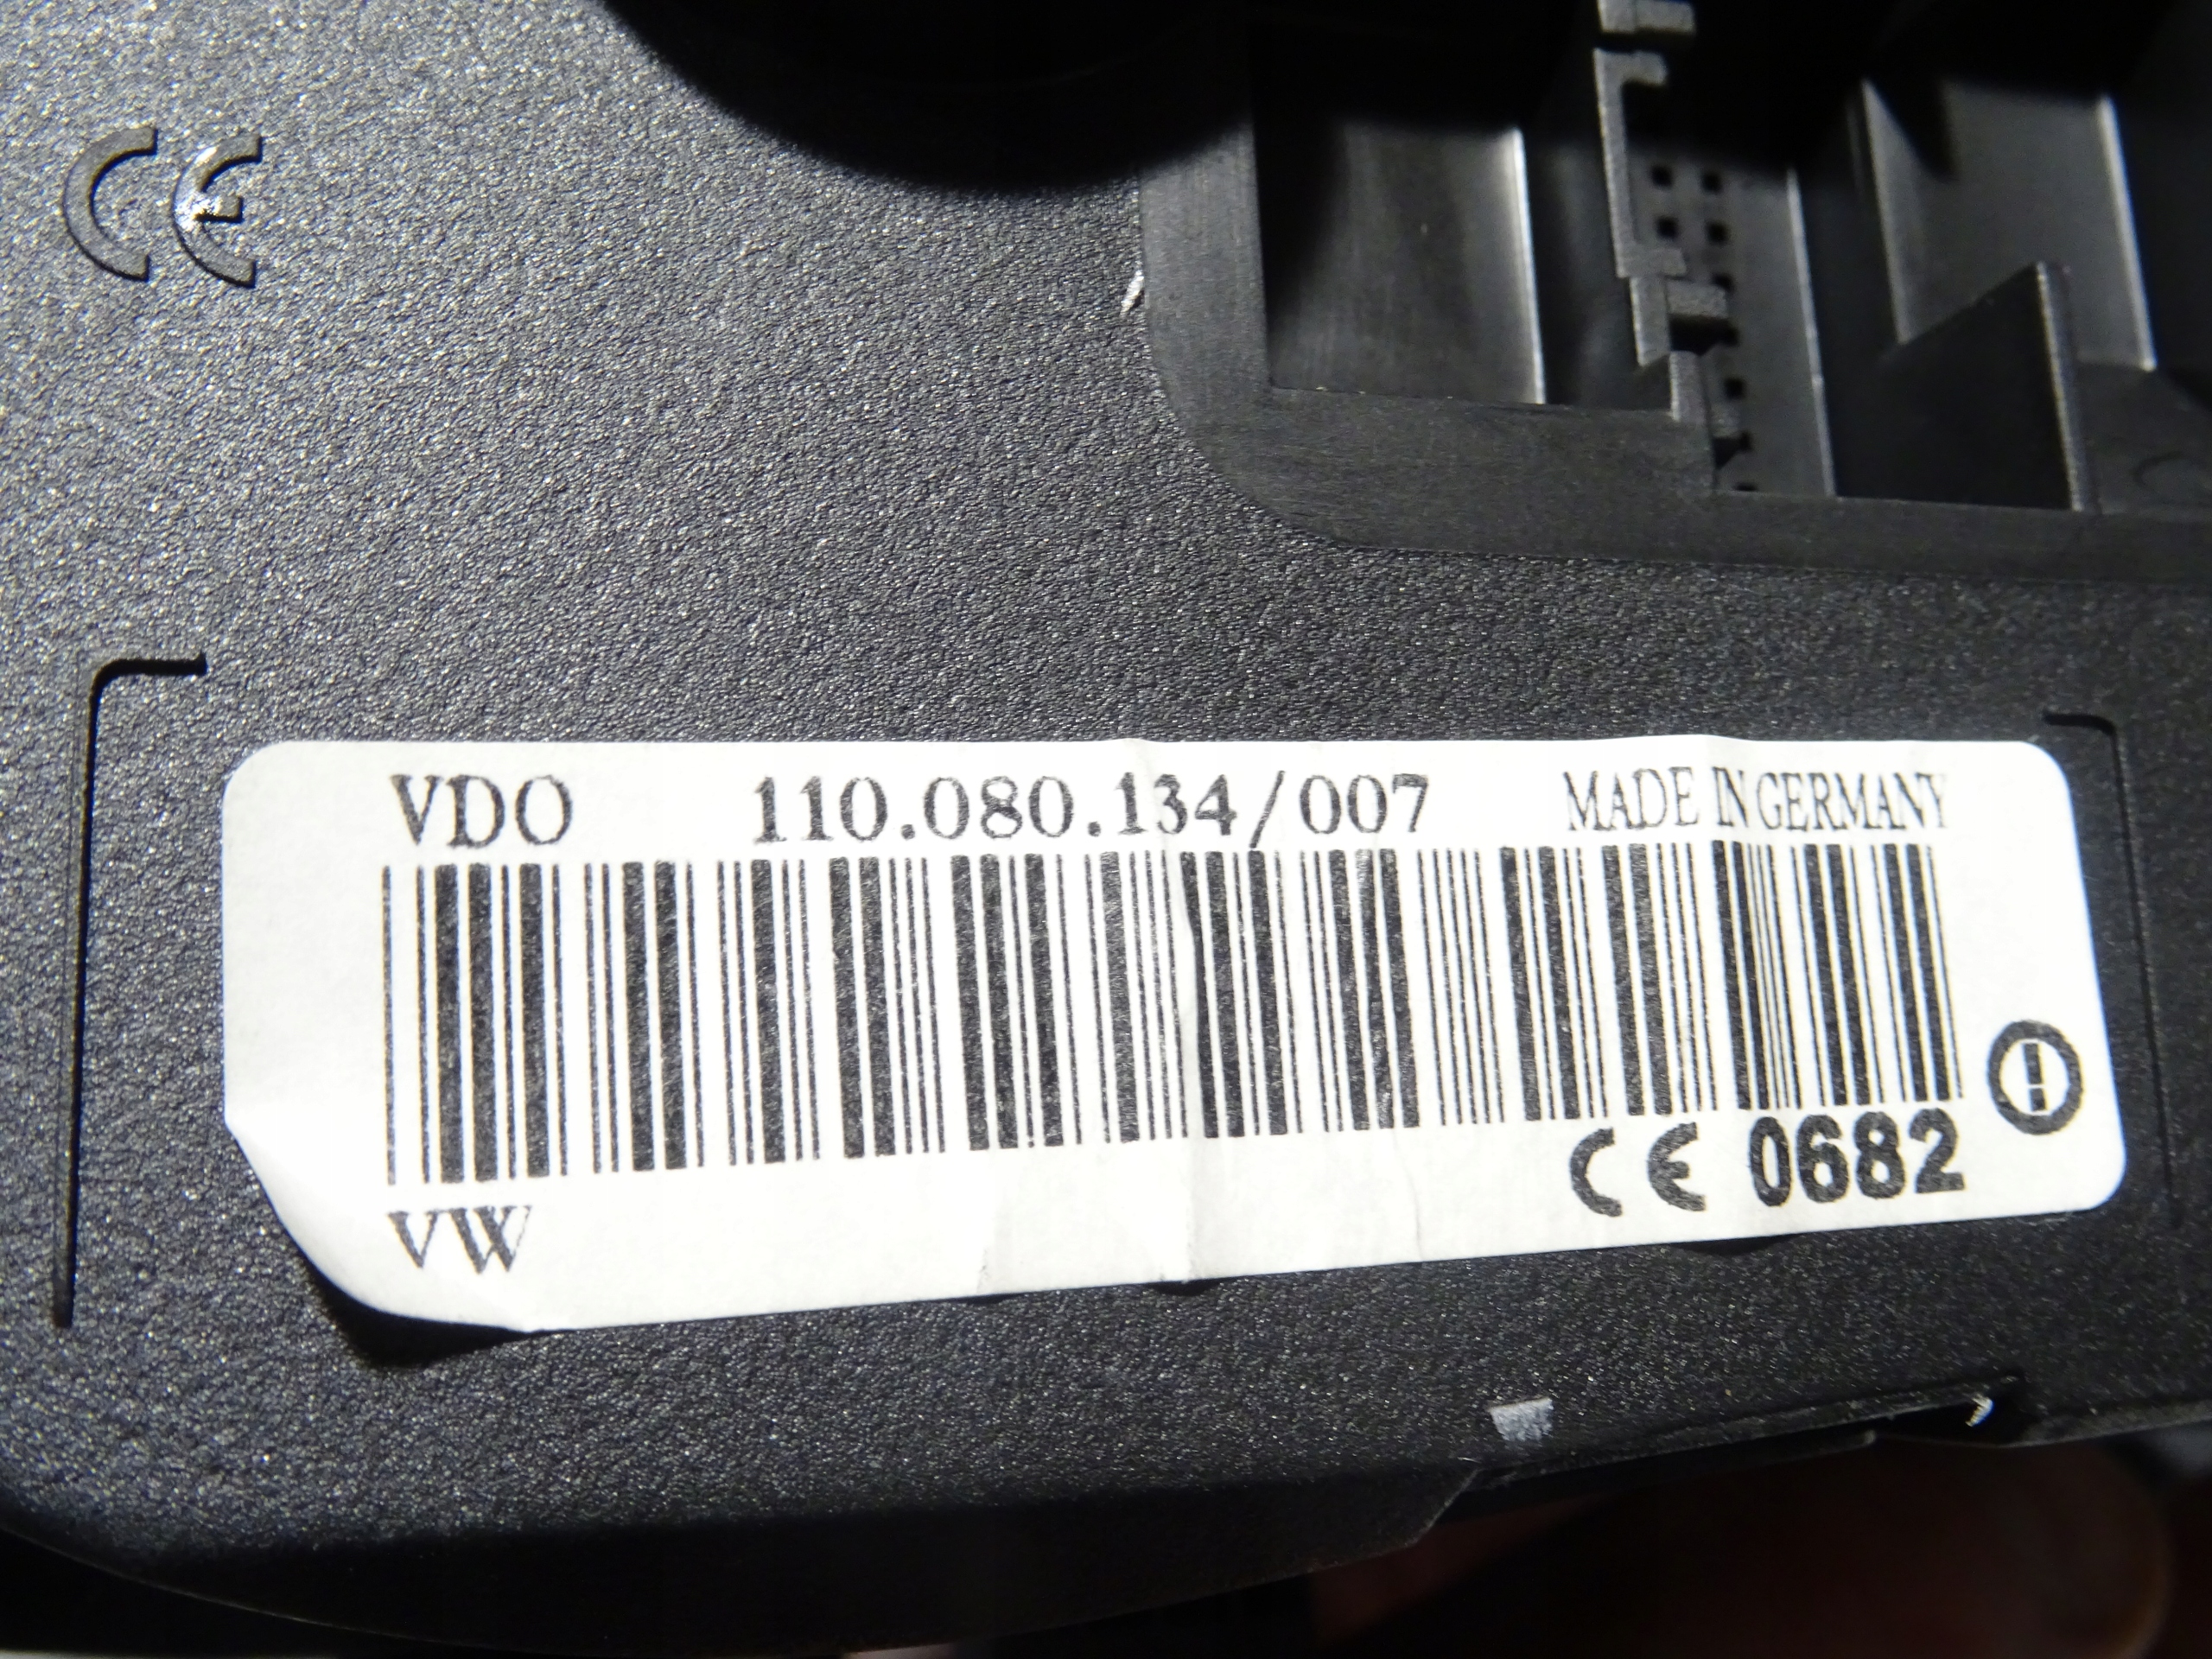 CE
VDO 110.080.134/007 MADE IN GERMANY
CE 0682
VW